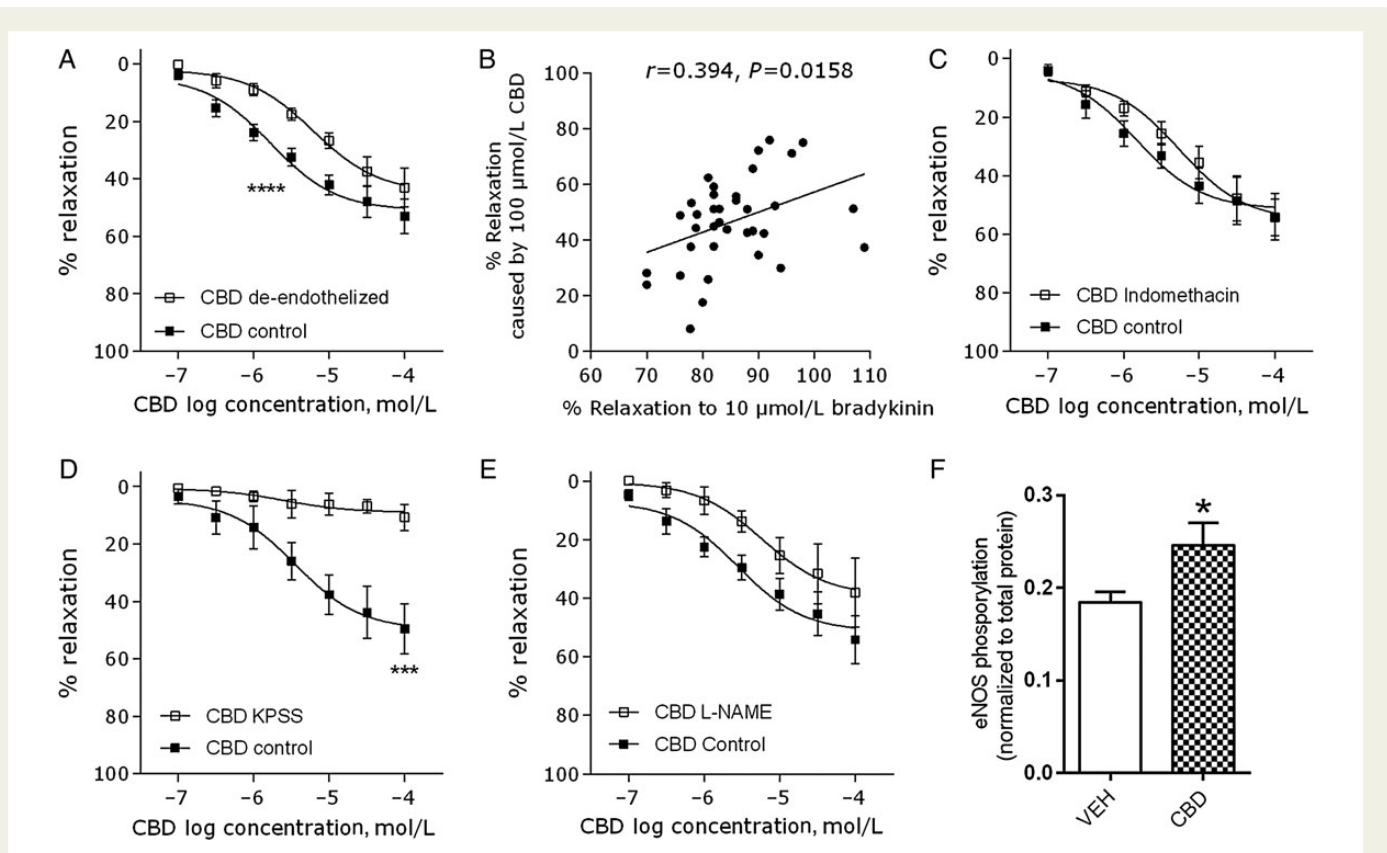 A
0
20
40
60
80
100
% relaxation
****
CBD de-endothelized
CBD control
−7 −6 −5 −4
CBD log concentration, mol/L
B
r=0.394, P=0.0158
100
80
60
40
20
0
% Relaxation
caused by 100 μmol/L CBD
60 70 80 90 100 110
% Relaxation to 10 μmol/L bradykinin
C
0
20
40
60
80
100
% relaxation
CBD Indomethacin
CBD control
−7 −6 −5 −4
CBD log concentration, mol/L
D
0
20
40
60
80
100
% relaxation
***
CBD KPSS
CBD control
−7 −6 −5 −4
CBD log concentration, mol/L
E
0
20
40
60
80
100
% relaxation
CBD L-NAME
CBD Control
−7 −6 −5 −4
CBD log concentration, mol/L
F
0.3
0.2
0.1
0.0
eNOS phosporylation
(normalized to total protein)
*
VEH
CBD